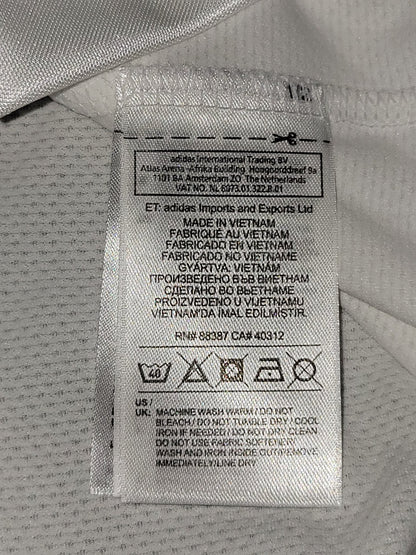 adidas International Trading BV
Atlas Arena -Afrika Building Hoogoorddreef 9a
1101 BA Amsterdam ZO The Netherlands
VAT NO. NL 8073.01.322.B.01
ET: adidas Imports and Exports Ltd
MADE IN VIETNAM
FABRIQUÉ AU VIETNAM
FABRICADO EN VIETNAM
FABRICADO NO VIETNAME
GYÁRTVA: VIETNÁM
ПРОИЗВЕДЕНО ВЪВ ВИЕТНАМ
СДЕЛАНО ВО ВЬЕТНАМЕ
PROIZVEDENO U VIJETNAMU
VIETNAM'DA İMAL EDİLMİŞTİR.
RN# 88387 CA# 40312
40
US /
UK: MACHINE WASH WARM / DO NOT
BLEACH / DO NOT TUMBLE DRY / COOL
IRON IF NEEDED / DO NOT DRY CLEAN
DO NOT USE FABRIC SOFTENER
WASH AND IRON INSIDE OUT/REMOVE
IMMEDIATELY/LINE DRY